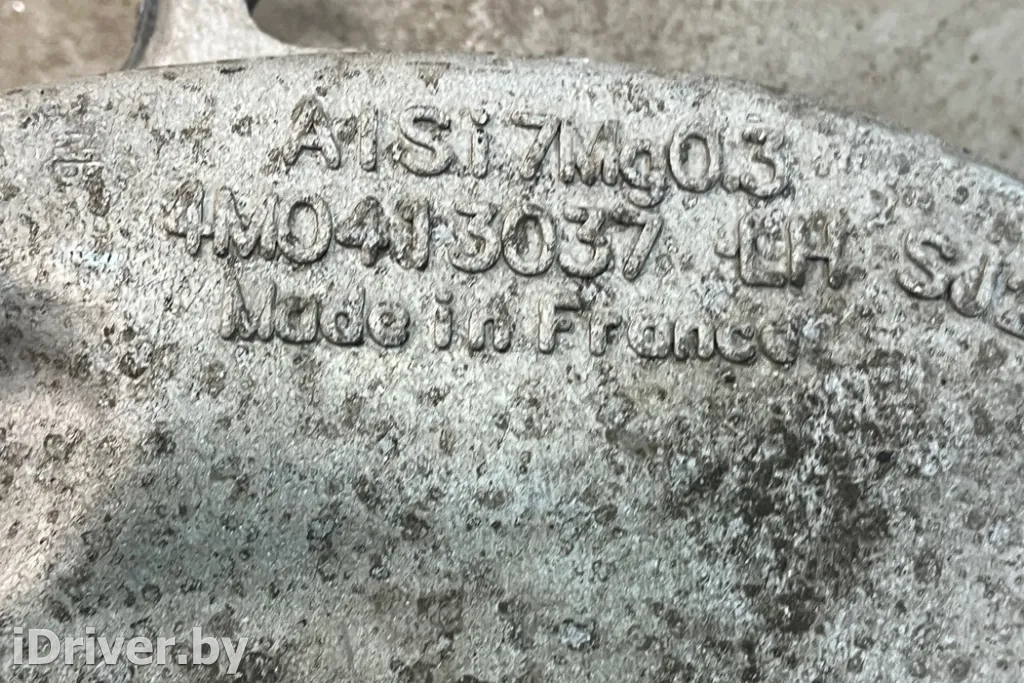 AlSi7Mg0.3
4M0413037 LH
Made in France
iDriver.by